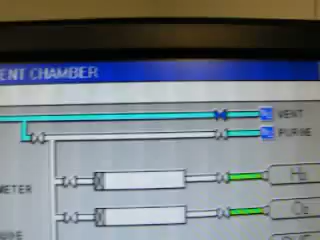 ENT CHAMBER
VENT
PURGE
H₂
METER
O₂